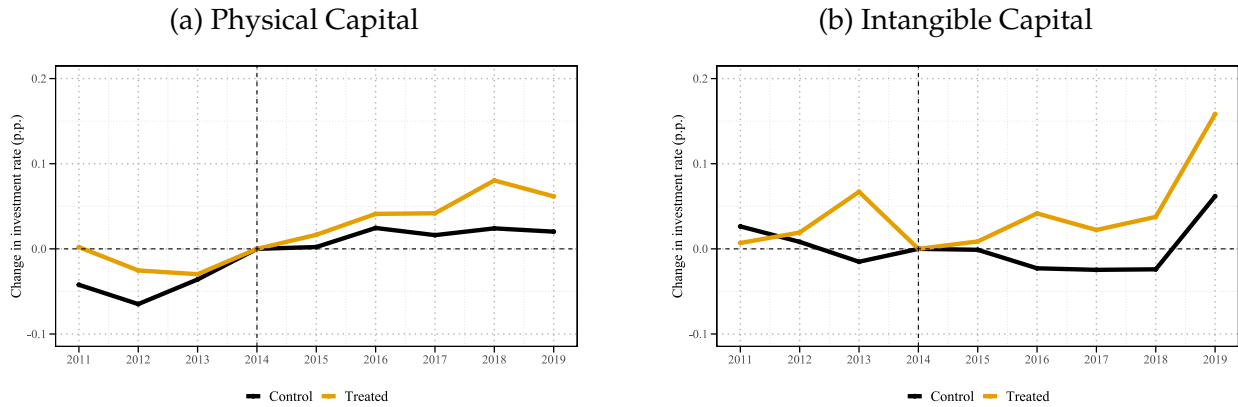 (a) Physical Capital
Change in investment rate (p.p.)
0.2
0.1
0.0
-0.1
2011 2012 2013 2014 2015 2016 2017 2018 2019
Control Treated
(b) Intangible Capital
Change in investment rate (p.p.)
0.2
0.1
0.0
-0.1
2011 2012 2013 2014 2015 2016 2017 2018 2019
Control Treated